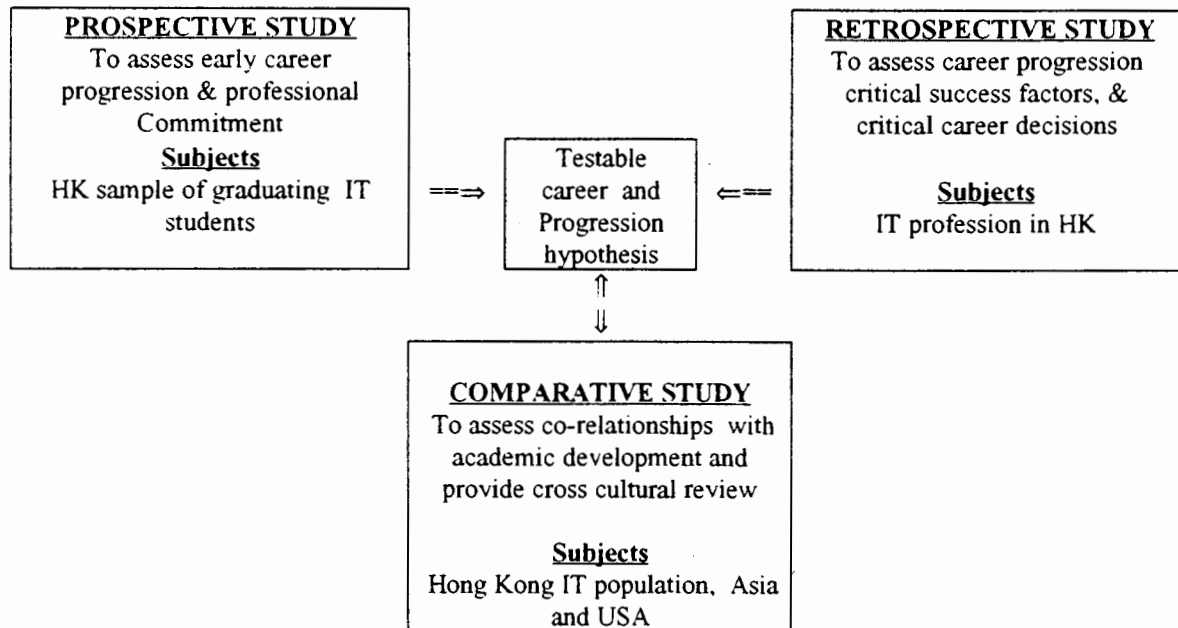 PROSPECTIVE STUDY
To assess early career
progression & professional
Commitment
Subjects
HK sample of graduating IT
students
==⇒
Testable
career and
Progression
hypothesis
⇐==
RETROSPECTIVE STUDY
To assess career progression
critical success factors, &
critical career decisions
Subjects
IT profession in HK
⇑
⇓
COMPARATIVE STUDY
To assess co-relationships with
academic development and
provide cross cultural review
Subjects
Hong Kong IT population, Asia
and USA